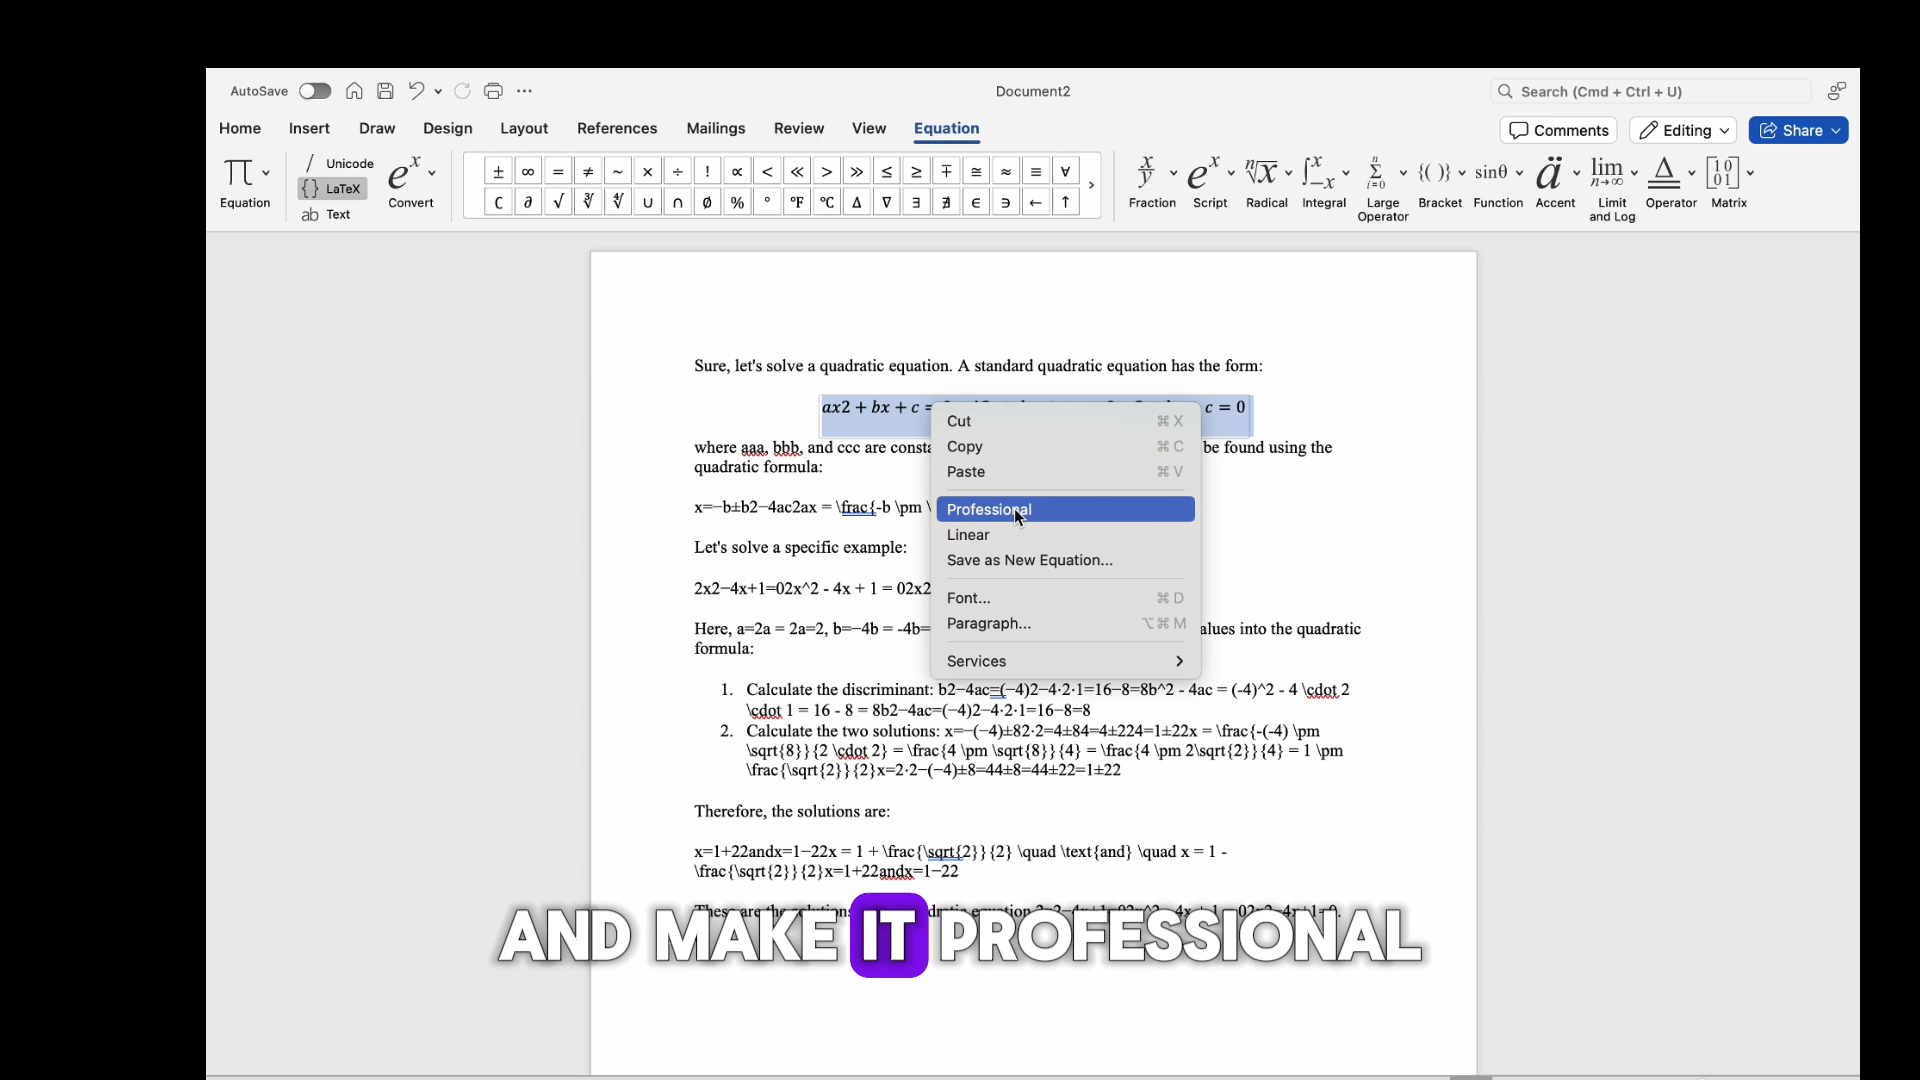 AutoSave
Document2
Search (Cmd + Ctrl + U)
Home Insert Draw Design Layout References Mailings Review View Equation
Comments Editing Share
Equation
Unicode
LaTeX
Text
Convert
± ∞ = ≠ ~ × ÷ ! ∝ < ≪ > ≫ ≤ ≥ ∓ ≅ ≈ ≡ ∀
∁ ∂ √ ∛ ∜ ∪ ∩ ∅ % ° °F °C ∆ ∇ ∃ ∄ ∈ ∋ ← ↑
Fraction Script Radical Integral Large Operator Bracket Function Accent Limit and Log Operator Matrix
Sure, let's solve a quadratic equation. A standard quadratic equation has the form:
ax2 + bx + c = c = 0
where aaa, bbb, and ccc are consta be found using the
quadratic formula:
x=−b±b2−4ac2ax = \frac{-b \pm \
Let's solve a specific example:
2x2−4x+1=02x^2 - 4x + 1 = 02x2
Here, a=2a = 2a=2, b=−4b = -4b= alues into the quadratic
formula:
1. Calculate the discriminant: b2−4ac=(−4)2−4⋅2⋅1=16−8=8b^2 - 4ac = (-4)^2 - 4 \cdot 2
\cdot 1 = 16 - 8 = 8b2−4ac=(−4)2−4⋅2⋅1=16−8=8
2. Calculate the two solutions: x=−(−4)±82⋅2=4±84=4±224=1±22x = \frac{-(-4) \pm
\sqrt{8}}{2 \cdot 2} = \frac{4 \pm \sqrt{8}}{4} = \frac{4 \pm 2\sqrt{2}}{4} = 1 \pm
\frac{\sqrt{2}}{2}x=2⋅2−(−4)±8=44±8=44±22=1±22
Therefore, the solutions are:
x=1+22andx=1−22x = 1 + \frac{\sqrt{2}}{2} \quad \text{and} \quad x = 1 -
\frac{\sqrt{2}}{2}x=1+22andx=1−22
These are the solutions
Cut ⌘ X
Copy ⌘ C
Paste ⌘ V
Professional
Linear
Save as New Equation...
Font... ⌘ D
Paragraph... ⌥ ⌘ M
Services
AND MAKE IT PROFESSIONAL